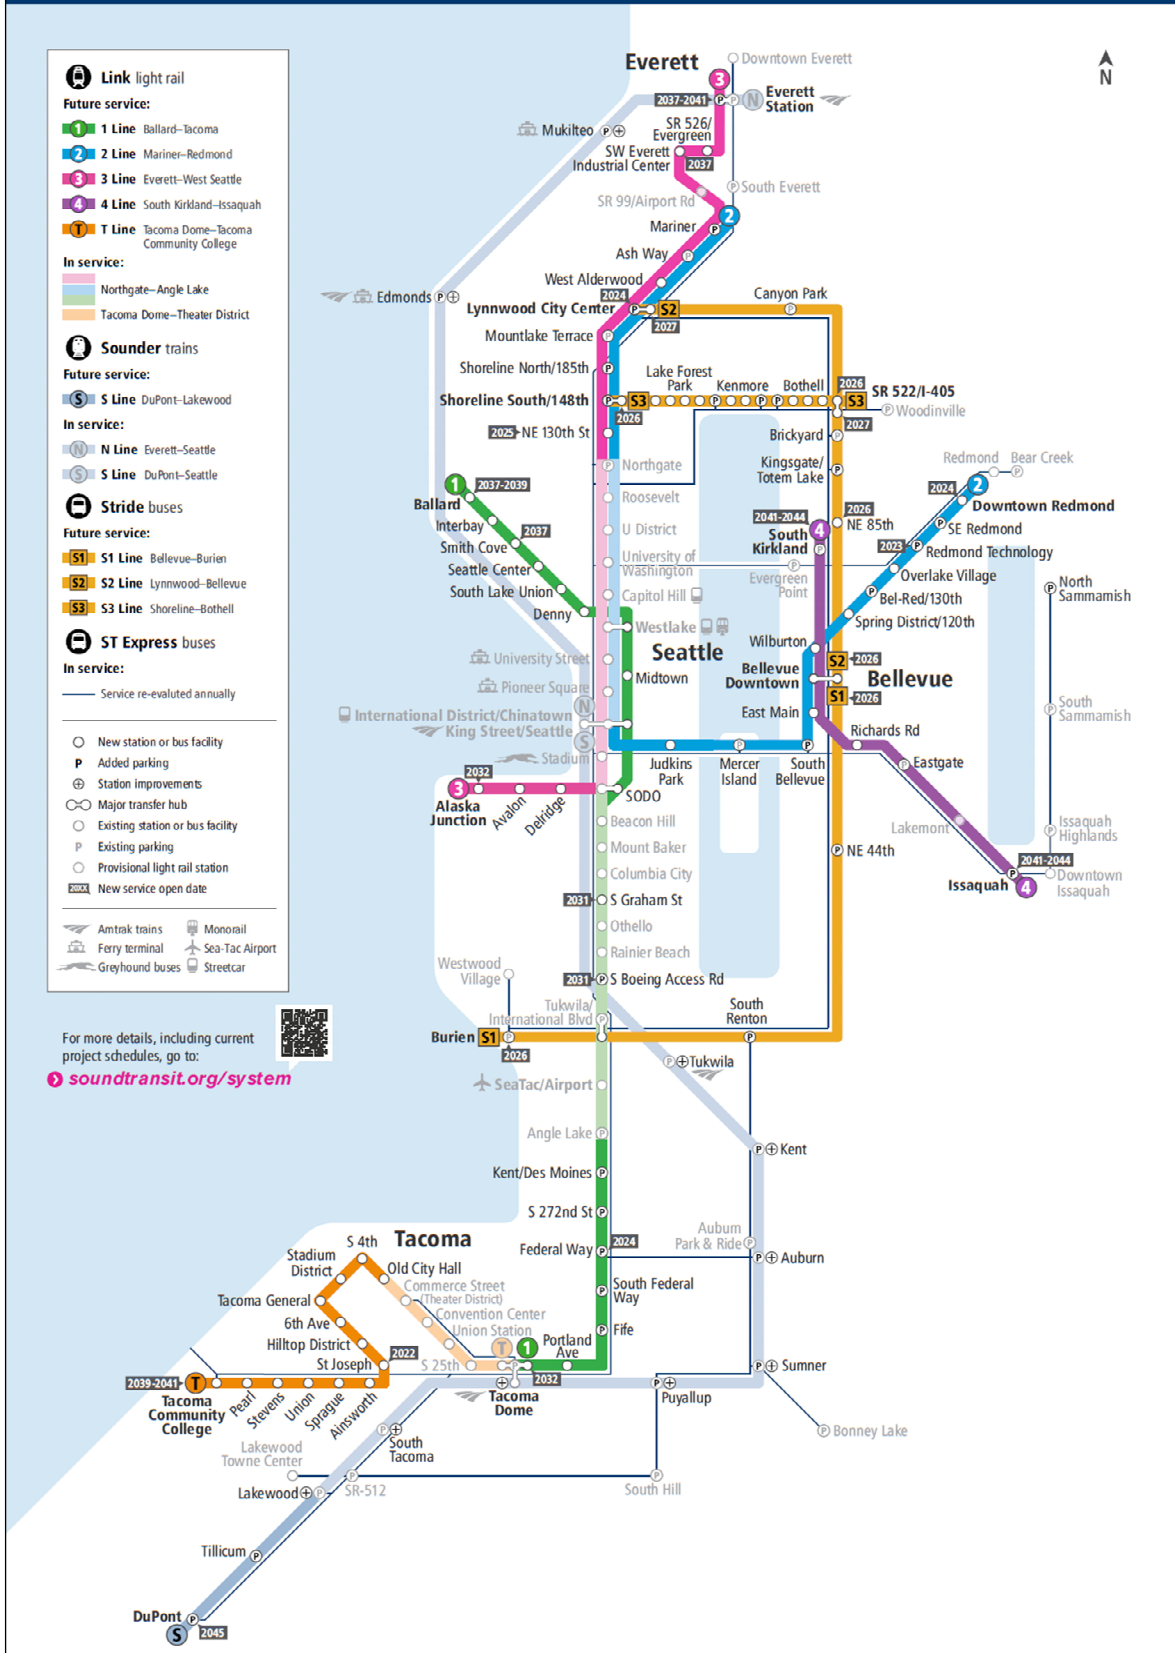 Link light rail
Future service:
1 1 Line Ballard–Tacoma
2 2 Line Mariner–Redmond
3 3 Line Everett–West Seattle
4 4 Line South Kirkland–Issaquah
T T Line Tacoma Dome–Tacoma
Community College
In service:
Northgate–Angle Lake
Tacoma Dome–Theater District
Sounder trains
Future service:
S S Line DuPont–Lakewood
In service:
N N Line Everett–Seattle
S S Line DuPont–Seattle
Stride buses
Future service:
S1 S1 Line Bellevue–Burien
S2 S2 Line Lynnwood–Bellevue
S3 S3 Line Shoreline–Bothell
ST Express buses
In service:
Service re-evaluted annually
New station or bus facility
P Added parking
Station improvements
Major transfer hub
Existing station or bus facility
P Existing parking
Provisional light rail station
20XX New service open date
Amtrak trains
Monorail
Ferry terminal
Sea-Tac Airport
Greyhound buses
Streetcar
For more details, including current
project schedules, go to:
soundtransit.org/system
N
Everett
Downtown Everett
3
2037-2041
P
P
N
Everett
Station
Mukilteo
P
SR 526/
Evergreen
SW Everett
Industrial Center
2037
SR 99/Airport Rd
P
South Everett
2
Mariner
P
Ash Way
P
West Alderwood
Edmonds
P
2024
Lynnwood City Center
P
S2
2027
Canyon Park
P
Mountlake Terrace
P
Shoreline North/185th
P
Lake Forest
Park
Kenmore
Bothell
2026
SR 522/I-405
Shoreline South/148th
P
S3
P
P
P
S3
2026
P
Woodinville
2027
2025
NE 130th St
Brickyard
P
Northgate
P
Kingsgate/
Totem Lake
P
Redmond
Bear Creek
P
1
2037-2039
Ballard
Roosevelt
2024
2
Downtown Redmond
Interbay
2037
U District
2041-2044
4
South
Kirkland
P
2026
NE 85th
SE Redmond
P
Smith Cove
2023
P
Redmond Technology
Seattle Center
University of
Washington
P
Evergreen
Point
Overlake Village
South Lake Union
Capitol Hill
P
Bel-Red/130th
P
North
Sammamish
Denny
Spring District/120th
Westlake
Wilburton
Seattle
University Street
S2
2026
Midtown
Bellevue
Downtown
Bellevue
Pioneer Square
S1
2026
N
International District/Chinatown
King Street/Seattle
East Main
P
South
Sammamish
S
Richards Rd
Stadium
Judkins
Park
P
Mercer
Island
P
South
Bellevue
P
Eastgate
2032
3
Alaska
Junction
Avalon
Delridge
SODO
Beacon Hill
Lakemont
P
Issaquah
Highlands
Mount Baker
P
NE 44th
Columbia City
2041-2044
Issaquah
P
4
Downtown
Issaquah
2031
S Graham St
Othello
Rainier Beach
Westwood
Village
2031
P
S Boeing Access Rd
Tukwila/
International Blvd
P
South
Renton
Burien
S1
P
P
2026
P
Tukwila
SeaTac/Airport
Angle Lake
P
P
Kent
Kent/Des Moines
P
S 272nd St
P
Auburn
Park & Ride
P
Federal Way
2024
P
P
Auburn
South Federal
Way
P
Fife
P
Tacoma
S 4th
Stadium
District
Old City Hall
Commerce Street
(Theater District)
Tacoma General
Convention Center
6th Ave
Union Station
Hilltop District
T
1
Portland
Ave
St Joseph
2022
S 25th
P
2032
P
Sumner
2039-2041
T
Tacoma
Community
College
Pearl
Stevens
Union
Sprague
Ainsworth
Tacoma
Dome
P
Puyallup
P
South
Tacoma
P
Bonney Lake
Lakewood
Towne Center
P
SR-512
P
South Hill
Lakewood
P
Tillicum
P
DuPont
P
S
2045